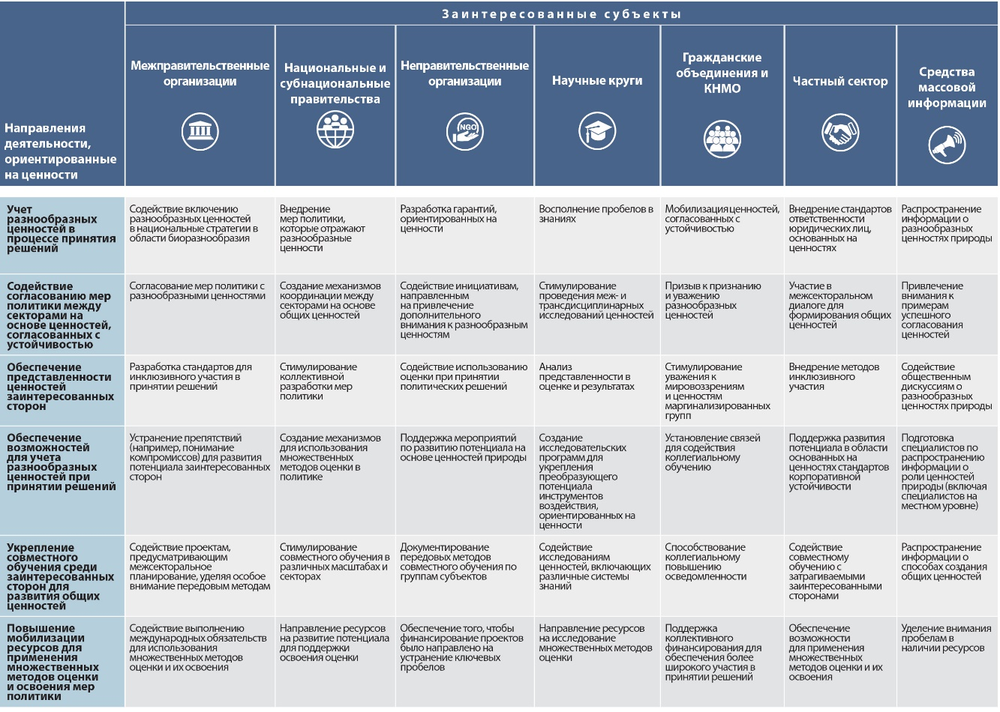 Заинтересованные субъекты
Направления
деятельности,
ориентированные
на ценности
Межправительственные
организации
Национальные и
субнациональные
правительства
Неправительственные
организации
NGO
Научные круги
Гражданские
объединения и
КНМО
Частный сектор
Средства
массовой
информации
Учет
разнообразных
ценностей в
процессе принятия
решений
Содействие включению
разнообразных ценностей
в национальные стратегии в
области биоразнообразия
Внедрение
мер политики,
которые отражают
разнообразные
ценности
Разработка гарантий,
ориентированных на
ценности
Восполнение пробелов в
знаниях
Мобилизация ценностей,
согласованных с
устойчивостью
Внедрение стандартов
ответственности
юридических лиц,
основанных на
ценностях
Распространение
информации о
разнообразных
ценностях природы
Содействие
согласованию мер
политики между
секторами на
основе ценностей,
согласованных с
устойчивостью
Согласование мер политики с
разнообразными ценностями
Создание механизмов
координации между
секторами на основе
общих ценностей
Содействие инициативам,
направленным
на привлечение
дополнительного
внимания к разнообразным
ценностям
Стимулирование
проведения меж- и
трансдисциплинарных
исследований ценностей
Призыв к признанию
и уважению
разнообразных
ценностей
Участие в
межсекторальном
диалоге для
формирования общих
ценностей
Привлечение
внимания к
примерам
успешного
согласования
ценностей
Обеспечение
представленности
ценностей
заинтересованных
сторон
Разработка стандартов для
инклюзивного участия в
принятии решений
Стимулирование
коллективной
разработки мер
политики
Содействие использованию
оценки при принятии
политических решений
Анализ
представленности в
оценке и результатах
Стимулирование
уважения к
мировоззрениям
и ценностям
маргинализированных
групп
Внедрение методов
инклюзивного
участия
Содействие
общественным
дискуссиям о
разнообразных
ценностях природы
Обеспечение
возможностей
для учета
разнообразных
ценностей при
принятии решений
Устранение препятствий
(например, понимание
компромиссов) для развития
потенциала заинтересованных
сторон
Создание механизмов
для использования
множественных
методов оценки в
политике
Поддержка мероприятий
по развитию потенциала на
основе ценностей природы
Создание
исследовательских
программ для
укрепления
преобразующего
потенциала
инструментов
воздействия,
ориентированных на
ценности
Установление связей
для содействия
коллегиальному
обучению
Поддержка развития
потенциала в области
основанных на
ценностях стандартов
корпоративной
устойчивости
Подготовка
специалистов по
распространению
информации о
роли ценностей
природы (включая
специалистов на
местном уровне)
Укрепление
совместного
обучения среди
заинтересованных
сторон для
развития общих
ценностей
Содействие проектам,
предусматривающим
межсекторальное
планирование, уделяя особое
внимание передовым методам
Стимулирование
совместного обучения в
различных масштабах и
секторах
Документирование
передовых методов
совместного обучения по
группам субъектов
Содействие
исследованиям
ценностей, включающих
различные системы
знаний
Способствование
коллегиальному
повышению
осведомленности
Содействие
совместному
обучению с
затрагиваемыми
заинтересованными
сторонами
Распространение
информации о
способах создания
общих ценностей
Повышение
мобилизации
ресурсов для
применения
множественных
методов оценки
и освоения мер
политики
Содействие выполнению
международных обязательств
для использования
множественных методов
оценки и их освоения
Направление ресурсов
на развитие потенциала
для поддержки
освоения оценки
Обеспечение того, чтобы
финансирование проектов
было направлено на
устранение ключевых
пробелов
Направление ресурсов
на исследование
множественных методов
оценки
Поддержка
коллективного
финансирования для
обеспечения более
широкого участия в
принятии решений
Обеспечение
возможности
для применения
множественных
методов оценки и их
освоения
Уделение внимания
пробелам в
наличии ресурсов